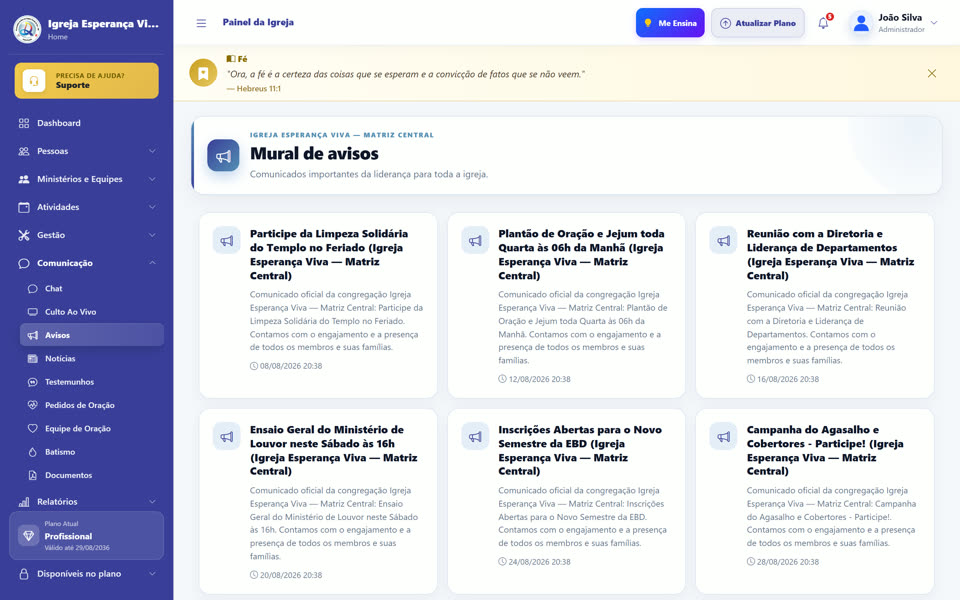 Igreja Esperança Vi...
Home
PRECISA DE AJUDA?
Suporte
Dashboard
Pessoas
Ministérios e Equipes
Atividades
Gestão
Comunicação
Chat
Culto Ao Vivo
Avisos
Notícias
Testemunhos
Pedidos de Oração
Equipe de Oração
Batismo
Documentos
Relatórios
Plano Atual
Profissional
Válido até 29/08/2036
Disponíveis no plano
Painel da Igreja
Me Ensina
Atualizar Plano
João Silva
Administrador
Fé
"Ora, a fé é a certeza das coisas que se esperam e a convicção de fatos que se não veem."
— Hebreus 11:1
IGREJA ESPERANÇA VIVA — MATRIZ CENTRAL
Mural de avisos
Comunicados importantes da liderança para toda a igreja.
Participe da Limpeza Solidária
do Templo no Feriado (Igreja
Esperança Viva — Matriz
Central)
Comunicado oficial da congregação Igreja
Esperança Viva — Matriz Central: Participe da
Limpeza Solidária do Templo no Feriado.
Contamos com o engajamento e a presença
de todos os membros e suas famílias.
08/08/2026 20:38
Plantão de Oração e Jejum toda
Quarta às 06h da Manhã (Igreja
Esperança Viva — Matriz
Central)
Comunicado oficial da congregação Igreja
Esperança Viva — Matriz Central: Plantão de
Oração e Jejum toda Quarta às 06h da
Manhã. Contamos com o engajamento e a
presença de todos os membros e suas
famílias.
12/08/2026 20:38
Reunião com a Diretoria e
Liderança de Departamentos
(Igreja Esperança Viva — Matriz
Central)
Comunicado oficial da congregação Igreja
Esperança Viva — Matriz Central: Reunião
com a Diretoria e Liderança de
Departamentos. Contamos com o
engajamento e a presença de todos os
membros e suas famílias.
16/08/2026 20:38
Ensaio Geral do Ministério de
Louvor neste Sábado às 16h
(Igreja Esperança Viva — Matriz
Central)
Comunicado oficial da congregação Igreja
Esperança Viva — Matriz Central: Ensaio
Geral do Ministério de Louvor neste Sábado
às 16h. Contamos com o engajamento e a
presença de todos os membros e suas
famílias.
20/08/2026 20:38
Inscrições Abertas para o Novo
Semestre da EBD (Igreja
Esperança Viva — Matriz
Central)
Comunicado oficial da congregação Igreja
Esperança Viva — Matriz Central: Inscrições
Abertas para o Novo Semestre da EBD.
Contamos com o engajamento e a presença
de todos os membros e suas famílias.
24/08/2026 20:38
Campanha do Agasalho e
Cobertores - Participe! (Igreja
Esperança Viva — Matriz
Central)
Comunicado oficial da congregação Igreja
Esperança Viva — Matriz Central: Campanha
do Agasalho e Cobertores - Participe!.
Contamos com o engajamento e a presença
de todos os membros e suas famílias.
28/08/2026 20:38